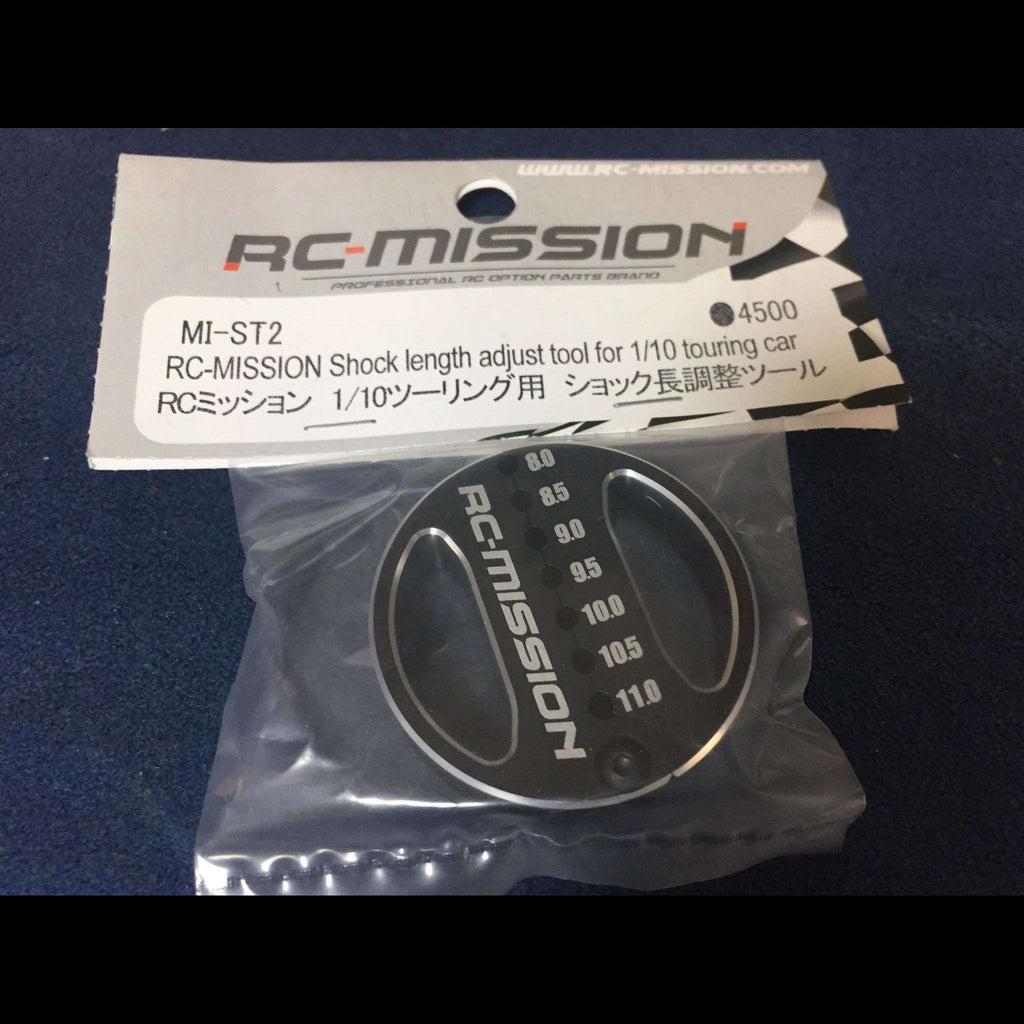 WWW.RC-MISSION.COM
RC-MISSION
PROFESSIONAL RC OPTION PARTS BRAND
MI-ST2
●4500
RC-MISSION Shock length adjust tool for 1/10 touring car
RCミッション 1/10ツーリング用 ショック長調整ツール
8.0
8.5
9.0
9.5
10.0
10.5
11.0
RC-MISSION